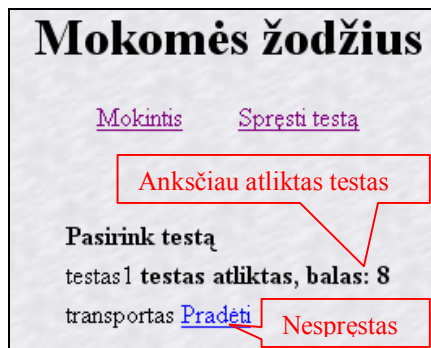 Mokomės žodžius
Mokintis Spręsti testą
Anksčiau atliktas testas
Pasirink testą
testas1 testas atliktas, balas: 8
transportas Pradėti
Nespręstas